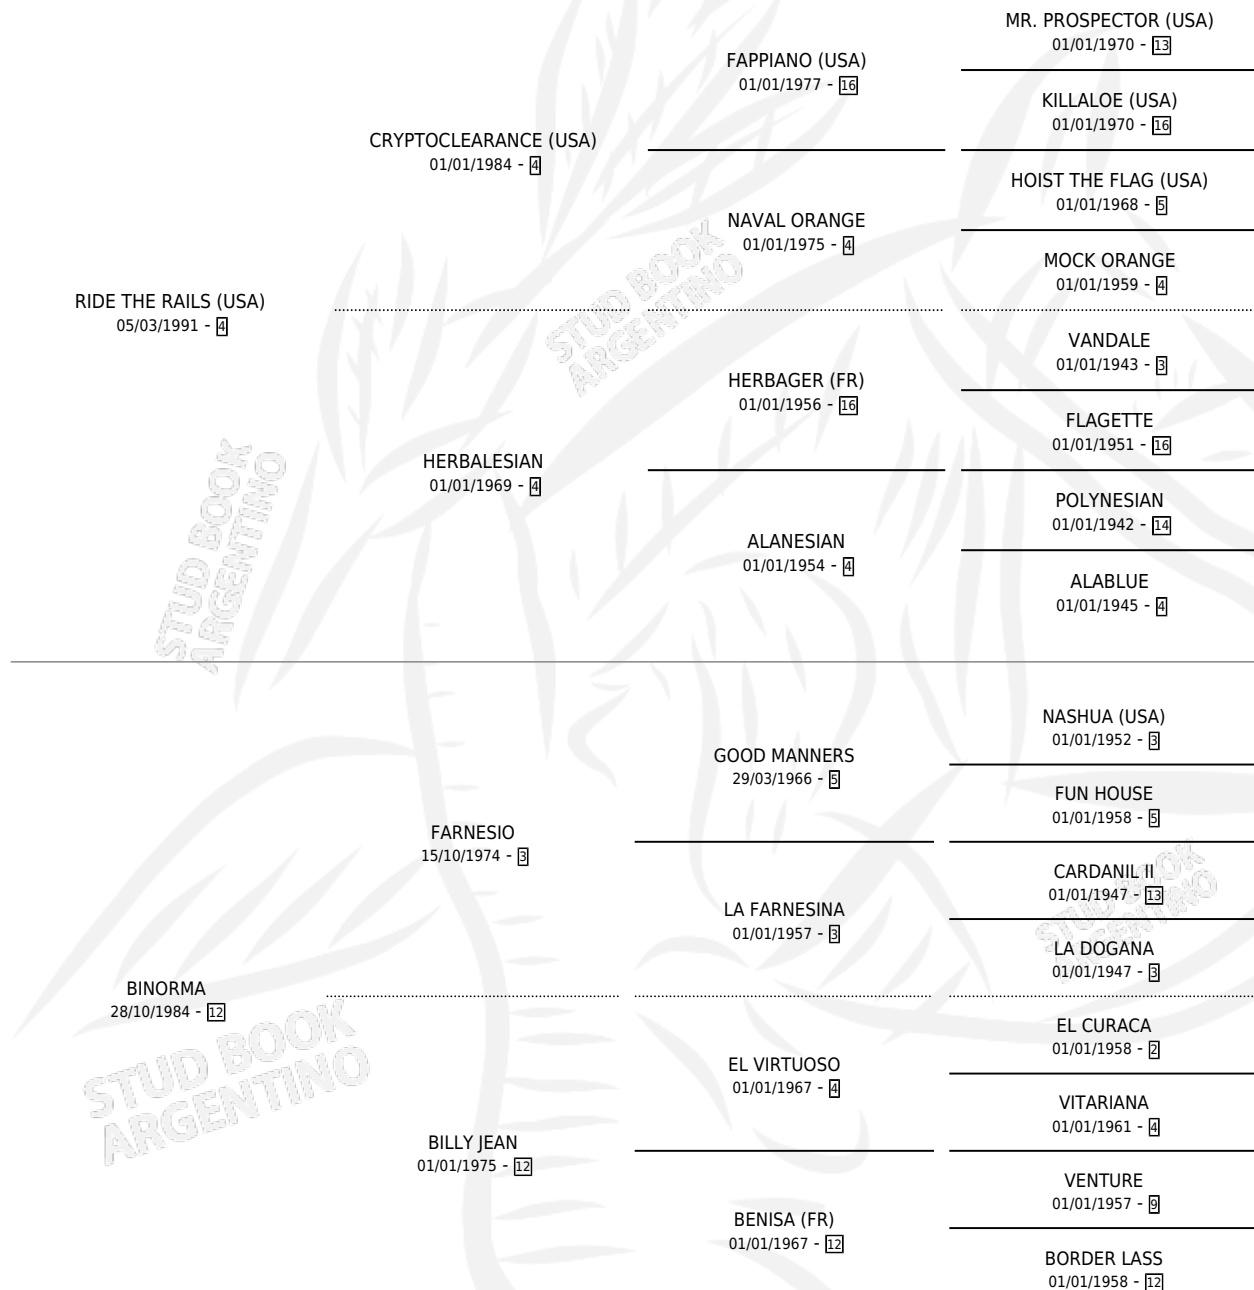 MR. PROSPECTOR (USA)
01/01/1970 - 13
FAPPIANO (USA)
01/01/1977 - 16
KILLALOE (USA)
01/01/1970 - 16
CRYPTOCLEARANCE (USA)
01/01/1984 - 4
HOIST THE FLAG (USA)
01/01/1968 - 5
NAVAL ORANGE
01/01/1975 - 4
MOCK ORANGE
01/01/1959 - 4
RIDE THE RAILS (USA)
05/03/1991 - 4
STUD BOOK
ARGENTINO
VANDALE
01/01/1943 - 3
HERBAGER (FR)
01/01/1956 - 16
FLAGETTE
01/01/1951 - 16
HERBALESIAN
01/01/1969 - 4
POLYNESIAN
01/01/1942 - 14
ALANESIAN
01/01/1954 - 4
ALABLUE
01/01/1945 - 4
STUD BOOK
ARGENTINO
NASHUA (USA)
01/01/1952 - 3
GOOD MANNERS
29/03/1966 - 5
FUN HOUSE
01/01/1958 - 5
FARNESIO
15/10/1974 - 3
CARDANIL II
01/01/1947 - 13
LA FARNESINA
01/01/1957 - 3
LA DOGANA
01/01/1947 - 3
STUD BOOK
ARGENTINO
BINORMA
28/10/1984 - 12
EL CURACA
01/01/1958 - 2
EL VIRTUOSO
01/01/1967 - 4
VITARIANA
01/01/1961 - 4
STUD BOOK
ARGENTINO
BILLY JEAN
01/01/1975 - 12
VENTURE
01/01/1957 - 9
BENISA (FR)
01/01/1967 - 12
BORDER LASS
01/01/1958 - 12